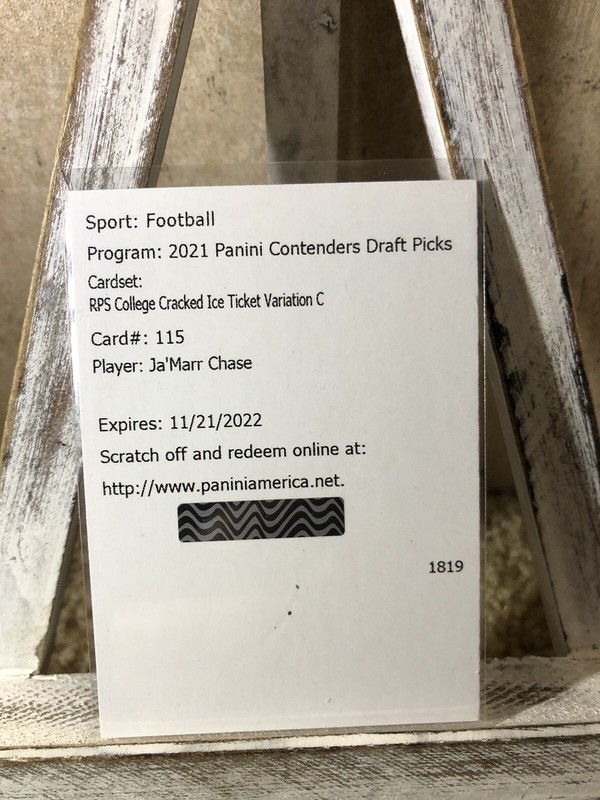 Sport: Football
Program: 2021 Panini Contenders Draft Picks
Cardset:
RPS College Cracked Ice Ticket Variation C
Card#: 115
Player: Ja'Marr Chase
Expires: 11/21/2022
Scratch off and redeem online at:
http://www.paniniamerica.net.
1819